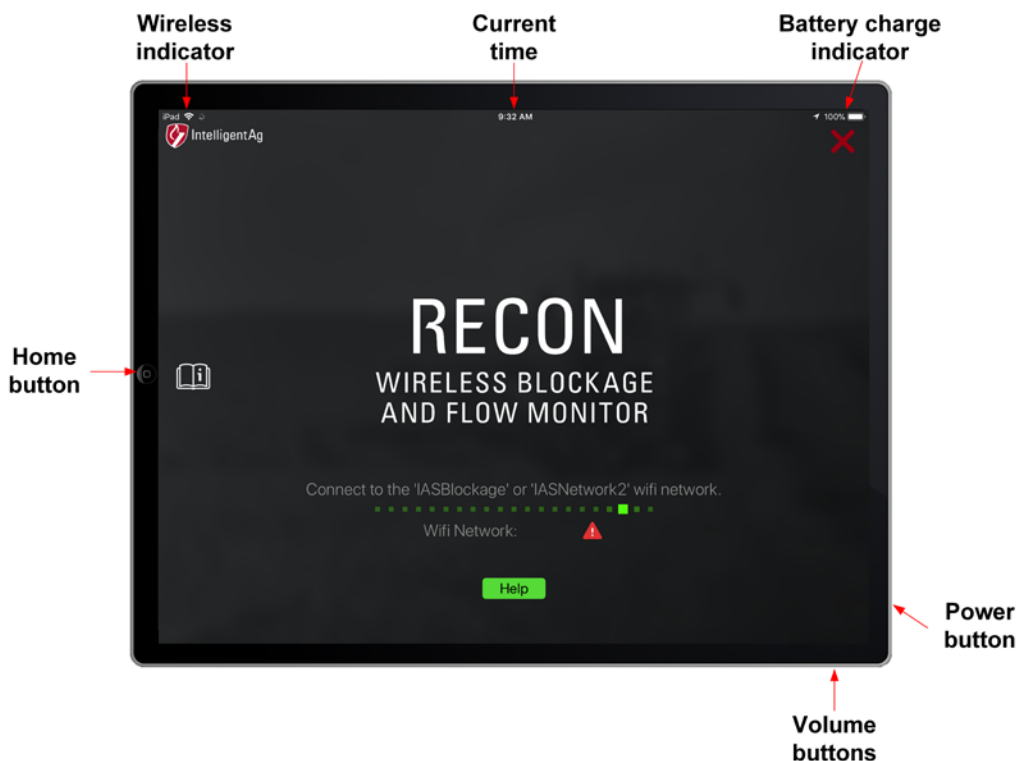 Wireless
indicator
Current
time
Battery charge
indicator
iPad
9:32 AM
100%
IntelligentAg
RECON
WIRELESS BLOCKAGE
AND FLOW MONITOR
Home
button
Connect to the 'IASBlockage' or 'IASNetwork2' wifi network.
Wifi Network:
Help
Power
button
Volume
buttons